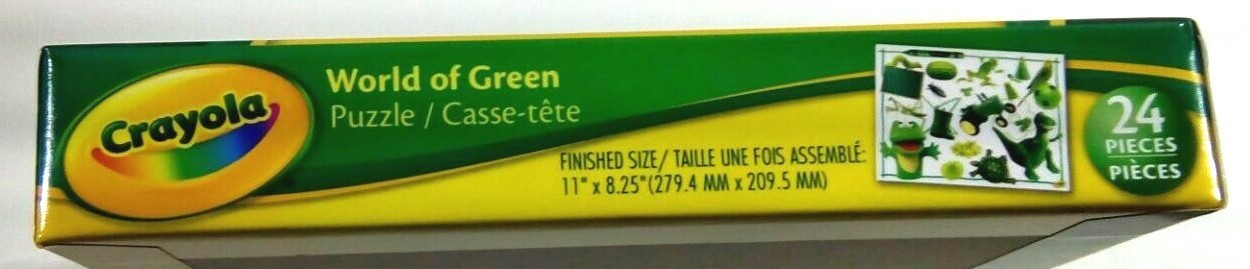 Crayola
World of Green
Puzzle / Casse-tête
FINISHED SIZE/ TAILLE UNE FOIS ASSEMBLÉ:
11" x 8.25"(279.4 MM x 209.5 MM)
24
PIECES
PIÈCES